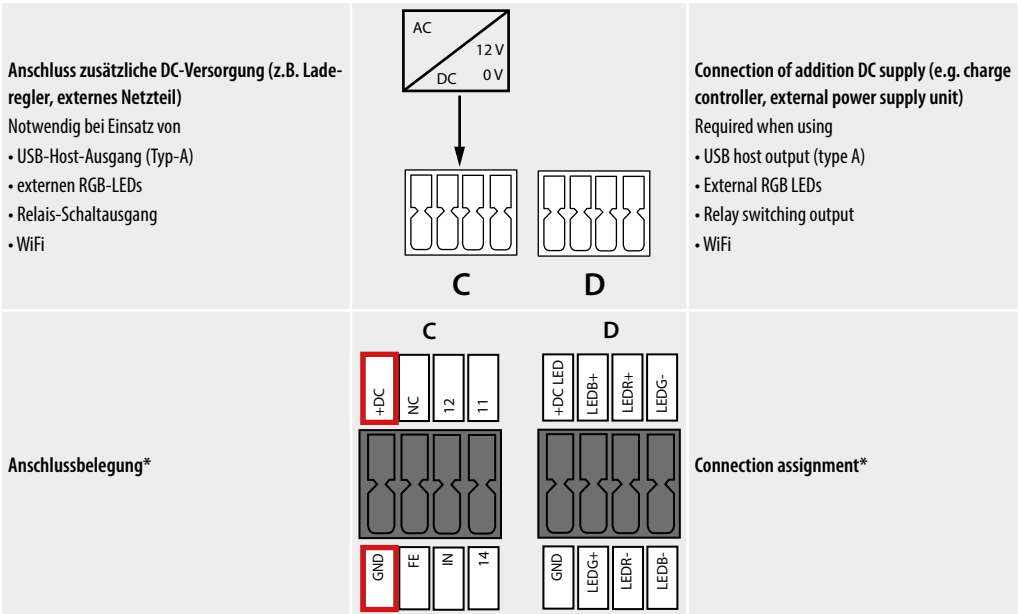 Anschluss zusätzliche DC-Versorgung (z.B. Lade-
regler, externes Netzteil)
Notwendig bei Einsatz von
• USB-Host-Ausgang (Typ-A)
• externen RGB-LEDs
• Relais-Schaltausgang
• WiFi
AC
12 V
DC
0 V
C
D
Connection of addition DC supply (e.g. charge
controller, external power supply unit)
Required when using
• USB host output (type A)
• External RGB LEDs
• Relay switching output
• WiFi
Anschlussbelegung*
C
+DC
NC
12
11
GND
FE
IN
14
D
+DC LED
LEDB+
LEDR+
LEDG-
GND
LEDG+
LEDR-
LEDB-
Connection assignment*